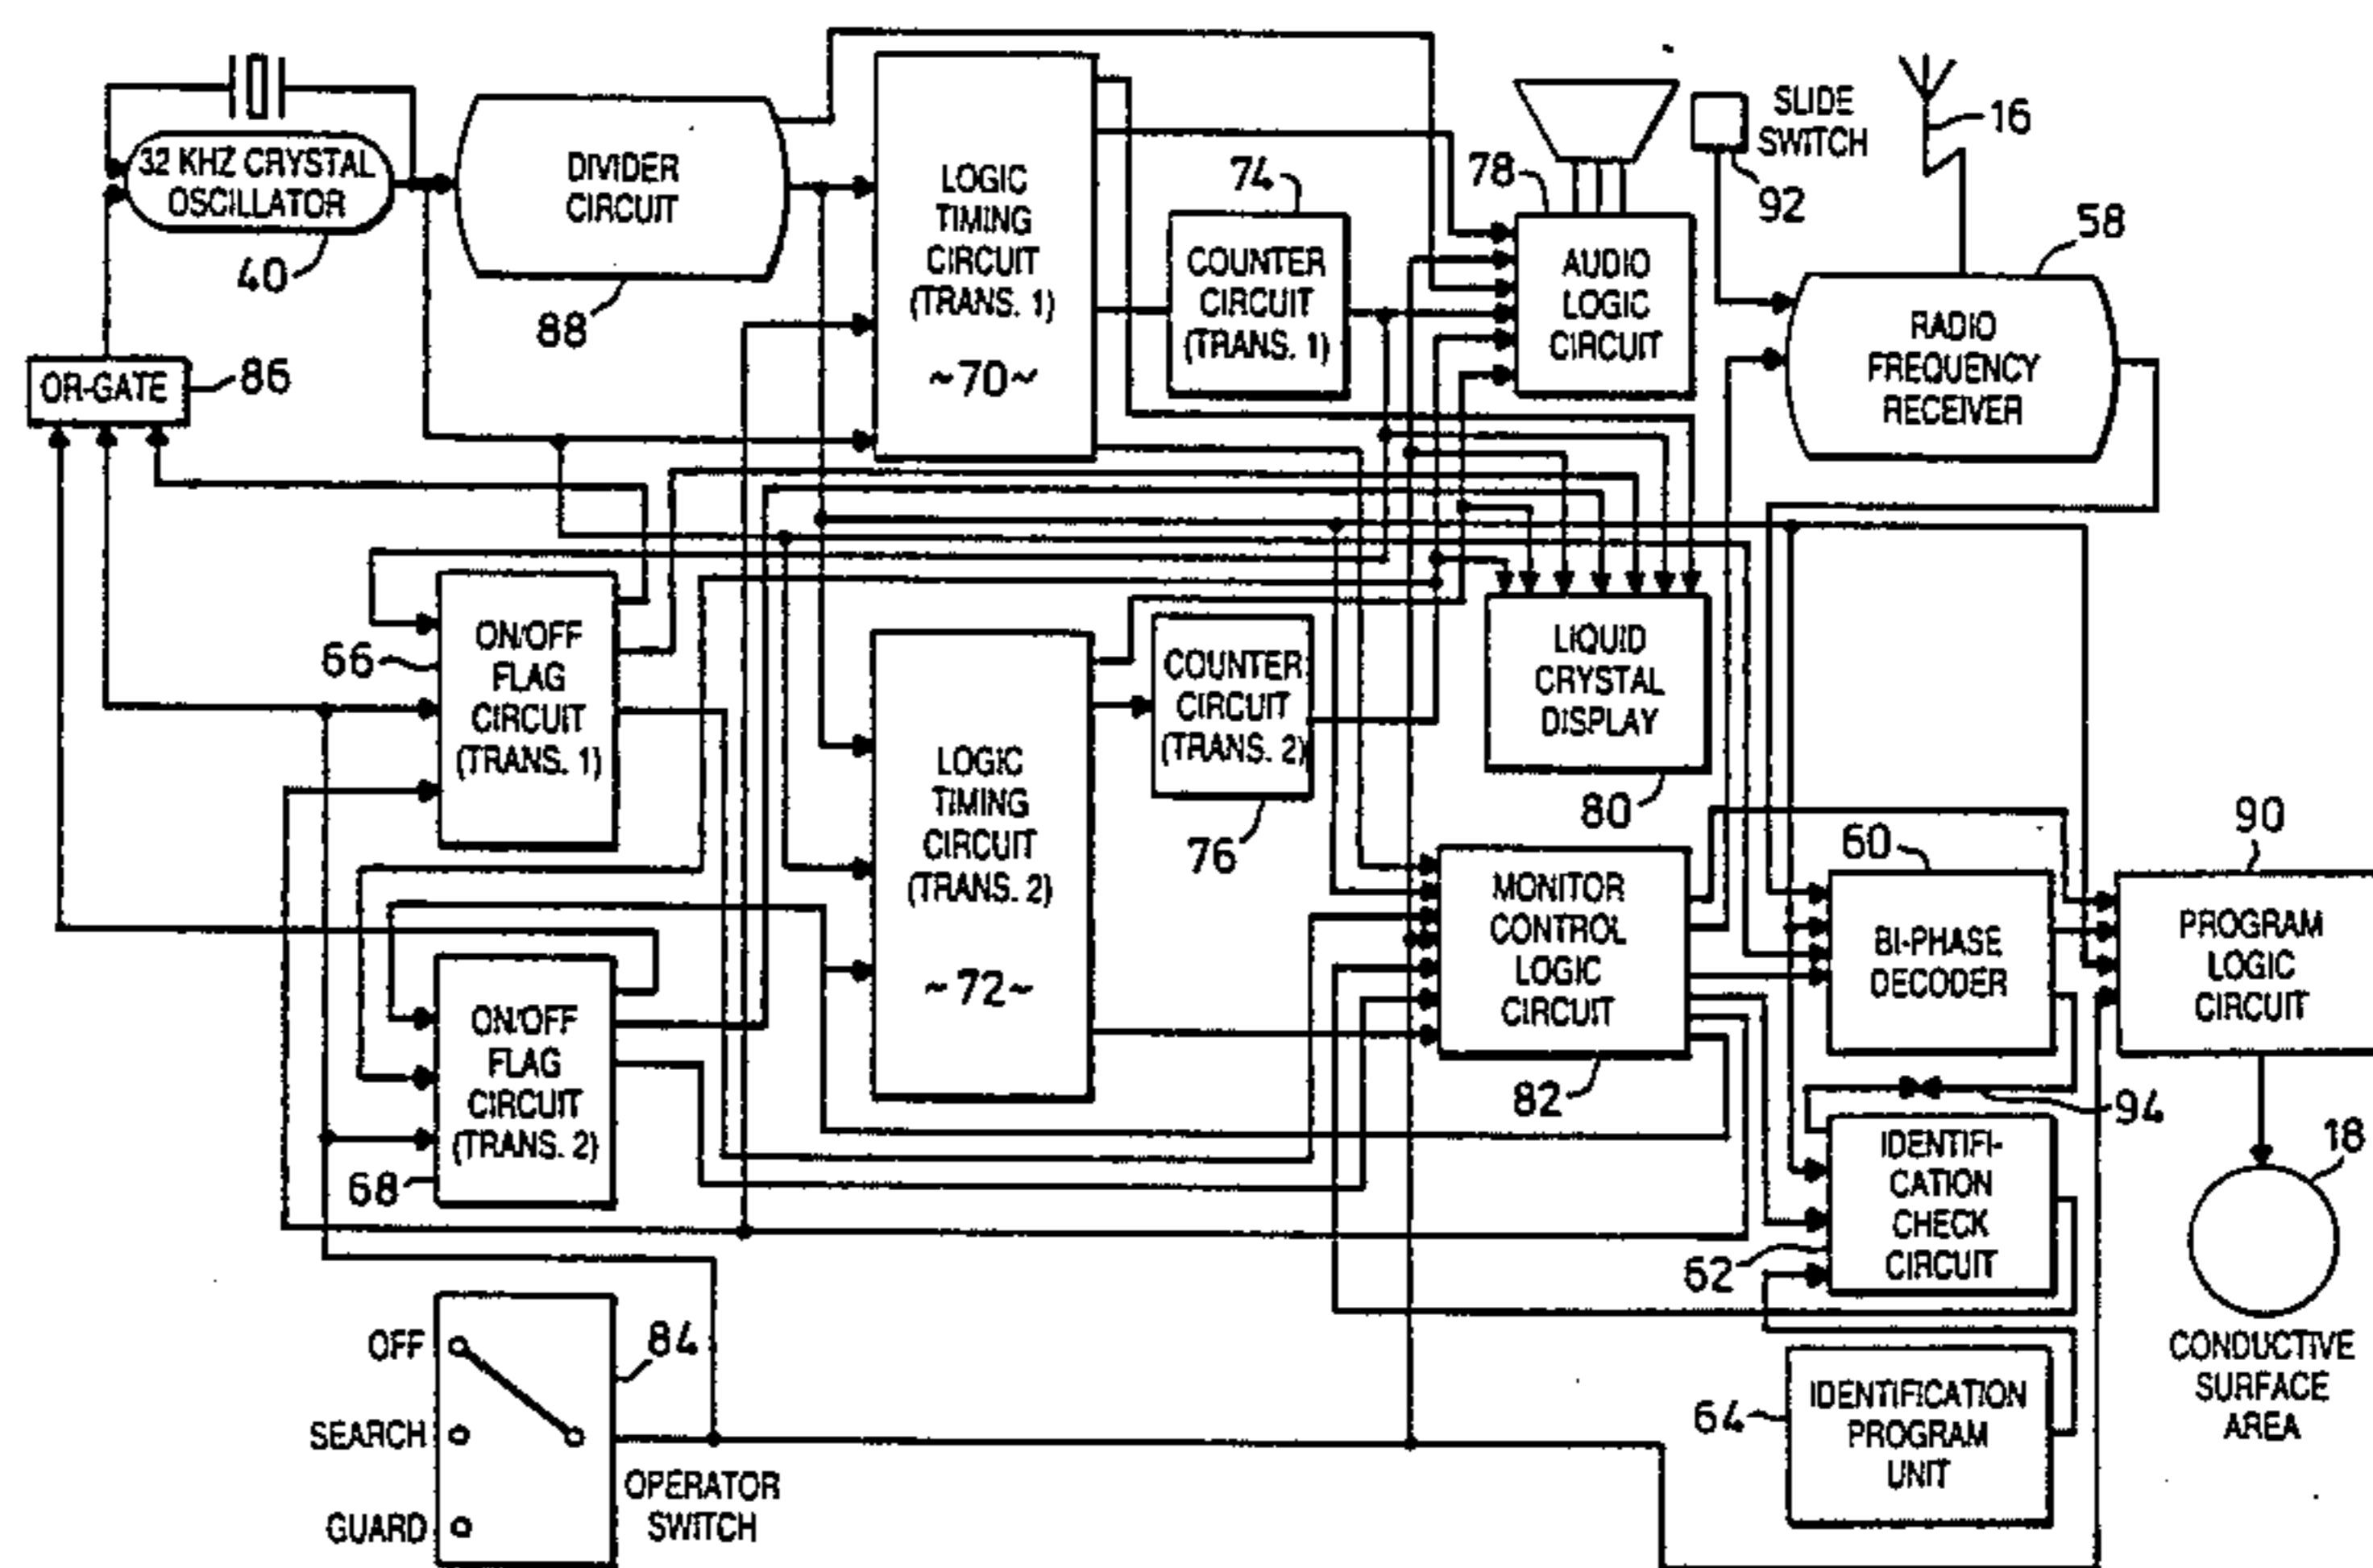 32 KHZ CRYSTAL
OSCILLATOR
40
OR-GATE
86
DIVIDER
CIRCUIT
88
LOGIC
TIMING
CIRCUIT
(TRANS. 1)
~70~
74
COUNTER
CIRCUIT
(TRANS. 1)
78
AUDIO
LOGIC
CIRCUIT
SLIDE
SWITCH
92
16
58
RADIO
FREQUENCY
RECEIVER
66
ON/OFF
FLAG
CIRCUIT
(TRANS. 1)
LOGIC
TIMING
CIRCUIT
(TRANS. 2)
~72~
COUNTER
CIRCUIT
(TRANS. 2)
76
LIQUID
CRYSTAL
DISPLAY
80
ON/OFF
FLAG
CIRCUIT
(TRANS. 2)
68
MONITOR
CONTROL
LOGIC
CIRCUIT
82
60
BI-PHASE
DECODER
90
PROGRAM
LOGIC
CIRCUIT
94
IDENTIFI-
CATION
CHECK
CIRCUIT
62
18
CONDUCTIVE
SURFACE
AREA
64
IDENTIFICATION
PROGRAM
UNIT
OFF
SEARCH
GUARD
84
OPERATOR
SWITCH